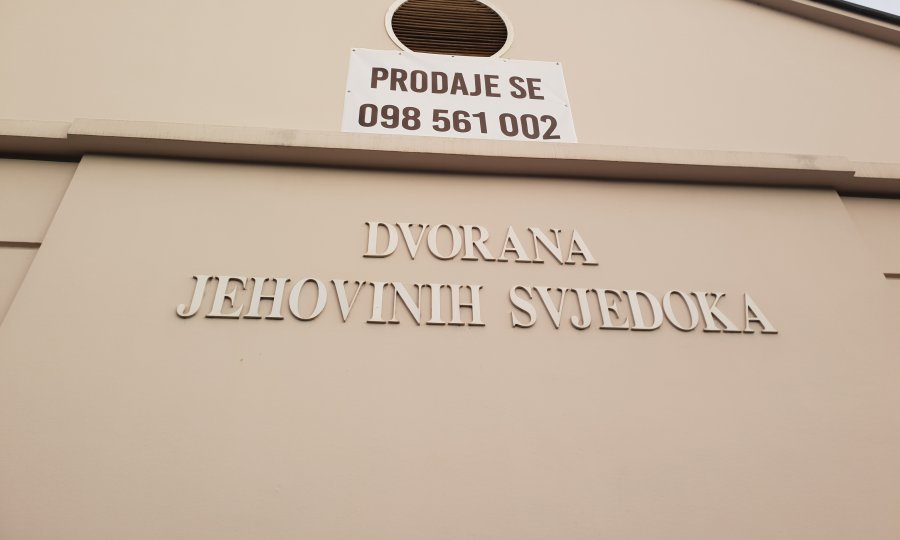 PRODAJE SE
098 561 002
DVORANA
JEHOVINIH SVJEDOKA